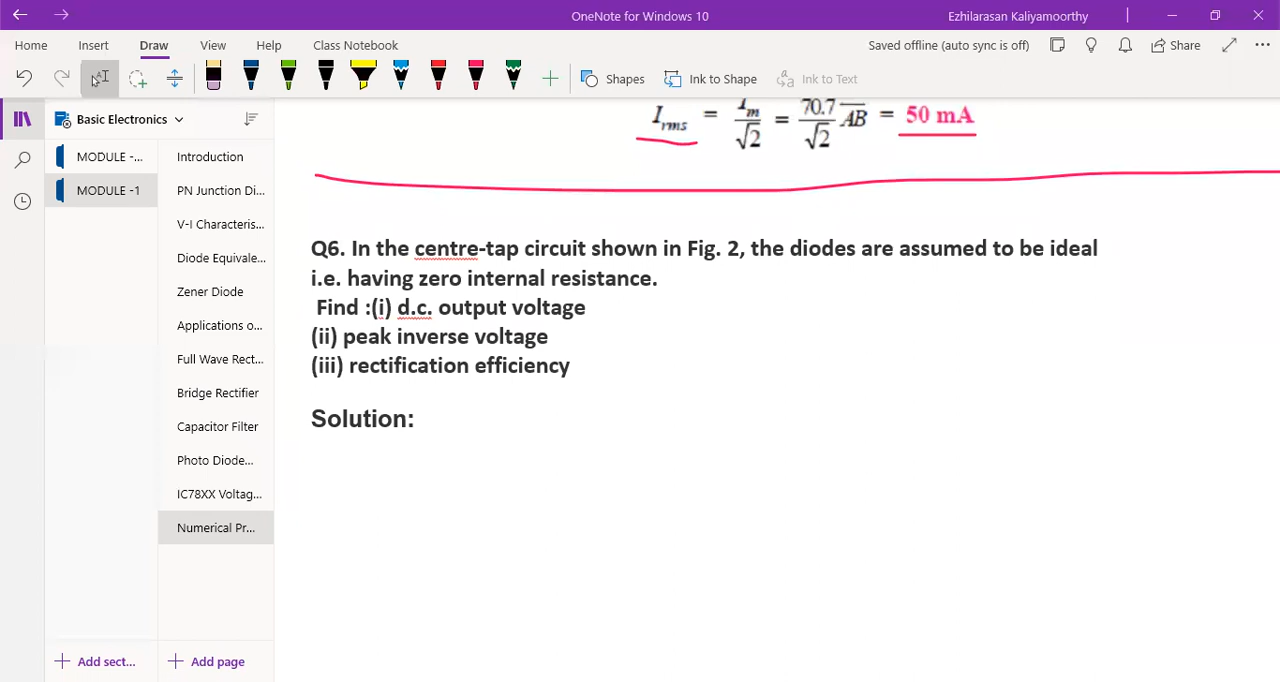 OneNote for Windows 10
Ezhilarasan Kaliyamoorthy
Home Insert Draw View Help Class Notebook
Saved offline (auto sync is off) Share
Shapes Ink to Shape Ink to Text
Basic Electronics
MODULE -...
MODULE -1
Introduction
PN Junction Di...
V-I Characteris...
Diode Equivale...
Zener Diode
Applications o...
Full Wave Rect...
Bridge Rectifier
Capacitor Filter
Photo Diode...
IC78XX Voltag...
Numerical Pr...
Add sect...
Add page
I_rms = I_m/√2 = 70.7/√2 AB = 50 mA
Q6. In the centre-tap circuit shown in Fig. 2, the diodes are assumed to be ideal
i.e. having zero internal resistance.
Find :(i) d.c. output voltage
(ii) peak inverse voltage
(iii) rectification efficiency
Solution: